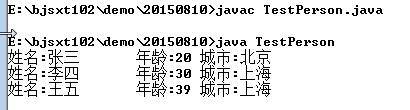 E:\bjsxt102\demo\20150810>javac TestPerson.java
E:\bjsxt102\demo\20150810>java TestPerson
姓名:张三 年龄:20 城市:北京
姓名:李四 年龄:30 城市:上海
姓名:王五 年龄:39 城市:上海